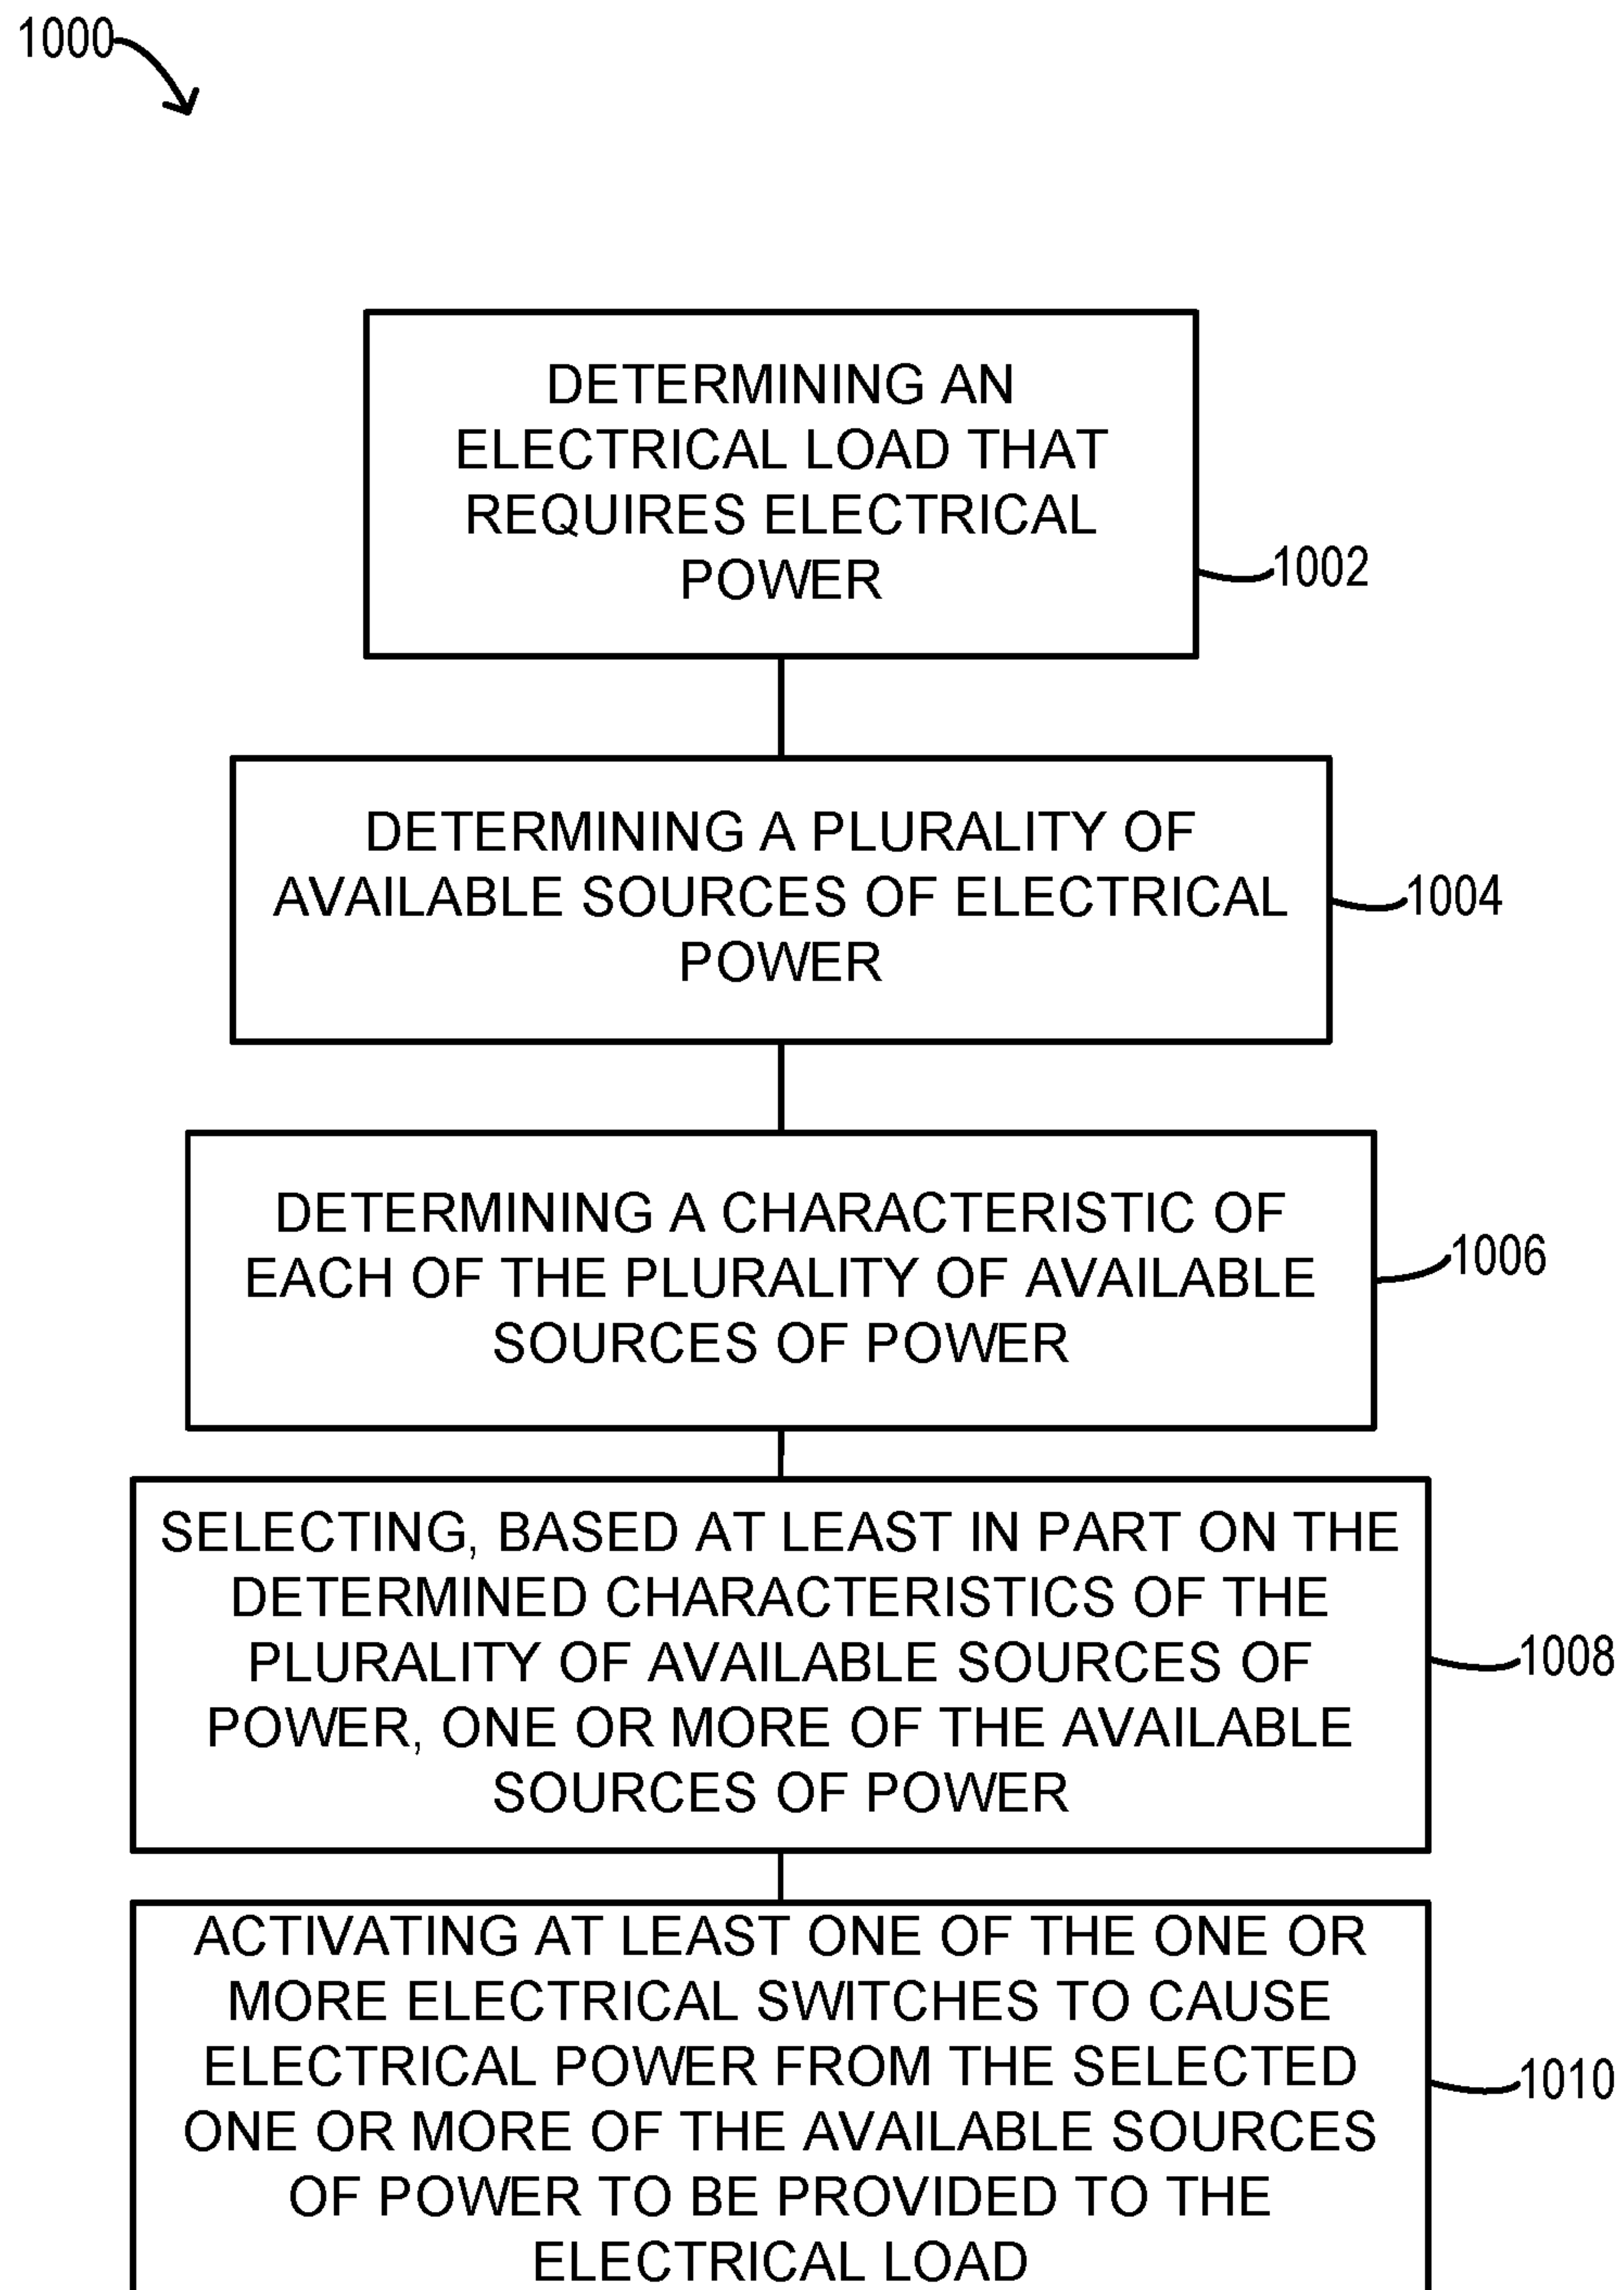 1000
DETERMINING AN
ELECTRICAL LOAD THAT
REQUIRES ELECTRICAL
POWER
1002
DETERMINING A PLURALITY OF
AVAILABLE SOURCES OF ELECTRICAL
POWER
1004
DETERMINING A CHARACTERISTIC OF
EACH OF THE PLURALITY OF AVAILABLE
SOURCES OF POWER
1006
SELECTING, BASED AT LEAST IN PART ON THE
DETERMINED CHARACTERISTICS OF THE
PLURALITY OF AVAILABLE SOURCES OF
POWER, ONE OR MORE OF THE AVAILABLE
SOURCES OF POWER
1008
ACTIVATING AT LEAST ONE OF THE ONE OR
MORE ELECTRICAL SWITCHES TO CAUSE
ELECTRICAL POWER FROM THE SELECTED
ONE OR MORE OF THE AVAILABLE SOURCES
OF POWER TO BE PROVIDED TO THE
ELECTRICAL LOAD
1010